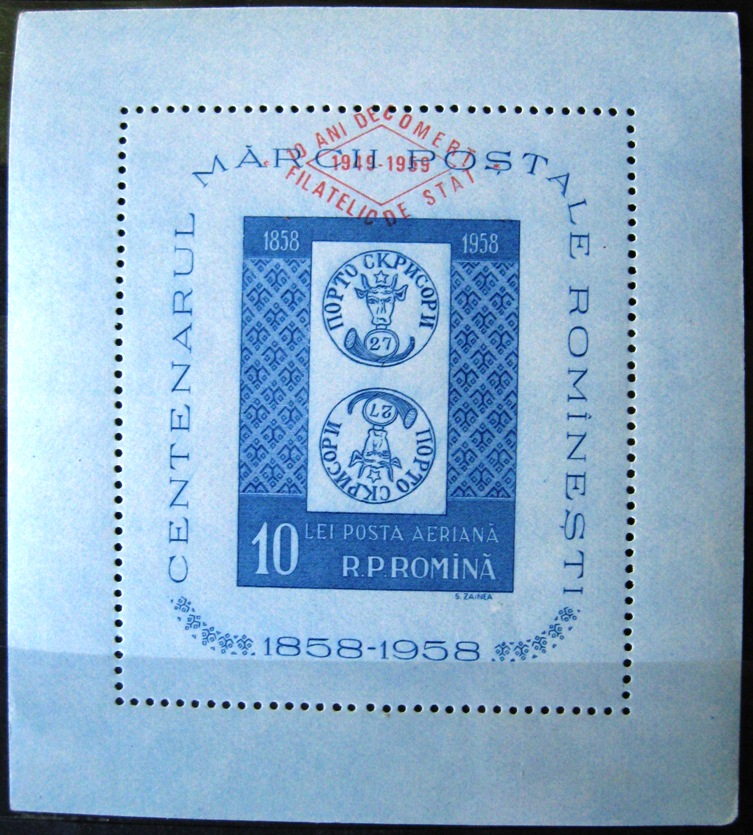 10 ANI DE COMERȚ
1949-1959
FILATELIC DE STAT
CENTENARUL MĂRCII POȘTALE ROMÎNEȘTI
1858 1958
ПОРТО СКРИСОРИ
27
27
ПОРТО СКРИСОРИ
10 LEI POSTA AERIANĂ
R.P.ROMÎNĂ
S. ZAINEA
1858-1958